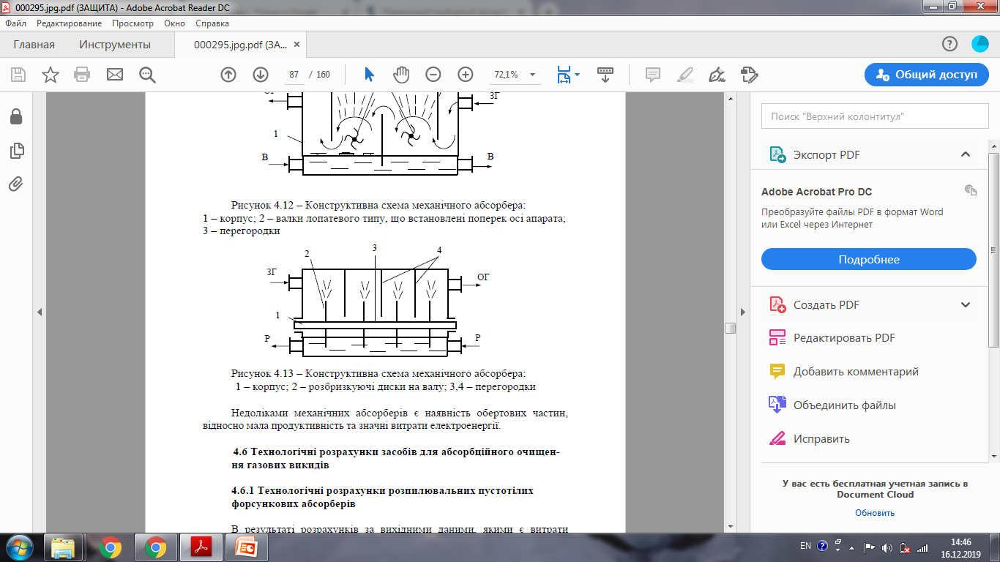 000295.jpg.pdf (ЗАЩИТА) - Adobe Acrobat Reader DC
Файл Редактирование Просмотр Окно Справка
Главная Инструменты 000295.jpg.pdf (ЗА... ×
87 / 160 72,1% Общий доступ
ЗГ
1
В В
Рисунок 4.12 – Конструктивна схема механічного абсорбера:
1 – корпус; 2 – валки лопатевого типу, що встановлені поперек осі апарата;
3 – перегородки
2 3 4
ЗГ ОГ
1
Р Р
Рисунок 4.13 – Конструктивна схема механічного абсорбера:
1 – корпус; 2 – розбризкуючі диски на валу; 3,4 – перегородки
Недоліками механічних абсорберів є наявність обертових частин,
відносно мала продуктивність та значні витрати електроенергії.
4.6 Технологічні розрахунки засобів для абсорбційного очищен-
ня газових викидів
4.6.1 Технологічні розрахунки розпилювальних пустотілих
форсункових абсорберів
В результаті розрахунків за вихідними даними, якими є витрати
Поиск "Верхний колонтитул"
Экспорт PDF
Adobe Acrobat Pro DC
Преобразуйте файлы PDF в формат Word
или Excel через Интернет
Подробнее
Создать PDF
Редактировать PDF
Добавить комментарий
Объединить файлы
Исправить
У вас есть бесплатная учетная запись в
Document Cloud
Обновить
EN 14:46
16.12.2019